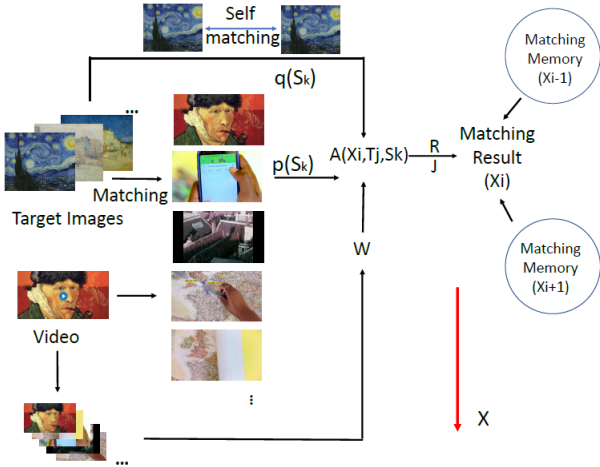 Self
matching
q(Sk)
...
Matching
Target Images
p(Sk)
A(Xi,Tj,Sk)
R
J
Matching
Memory
(Xi-1)
Matching
Result
(Xi)
W
Matching
Memory
(Xi+1)
Video
...
X
...